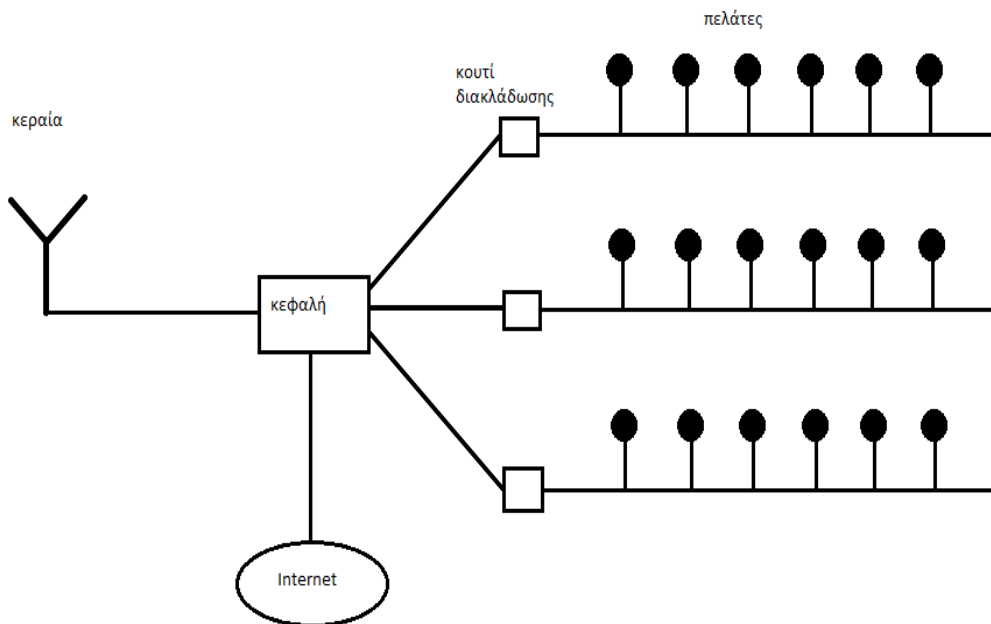 πελάτες
κουτί
διακλάδωσης
κεραία
κεφαλή
Internet